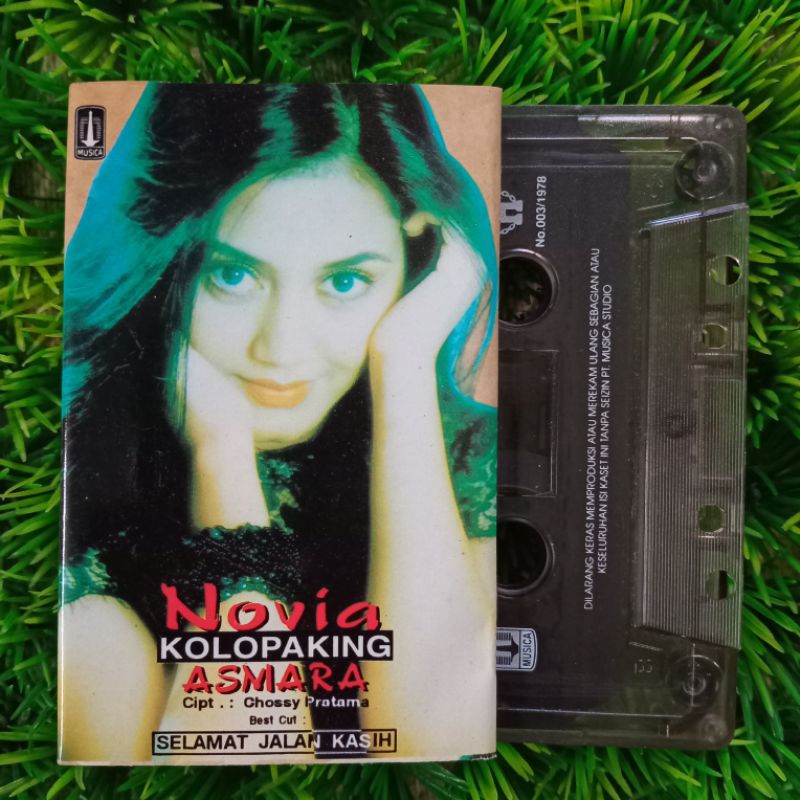 MUSICA
Novia
KOLOPAKING
ASMARA
Cipt . : Chossy Pratama
Best Cut :
SELAMAT JALAN KASIH
No.003/1978
DILARANG KERAS MEMPRODUKSI ATAU MEREKAM ULANG SEBAGIAN ATAU
KESELURUHAN ISI KASET INI TANPA SEIZIN PT. MUSICA STUDIO
MUSICA
B